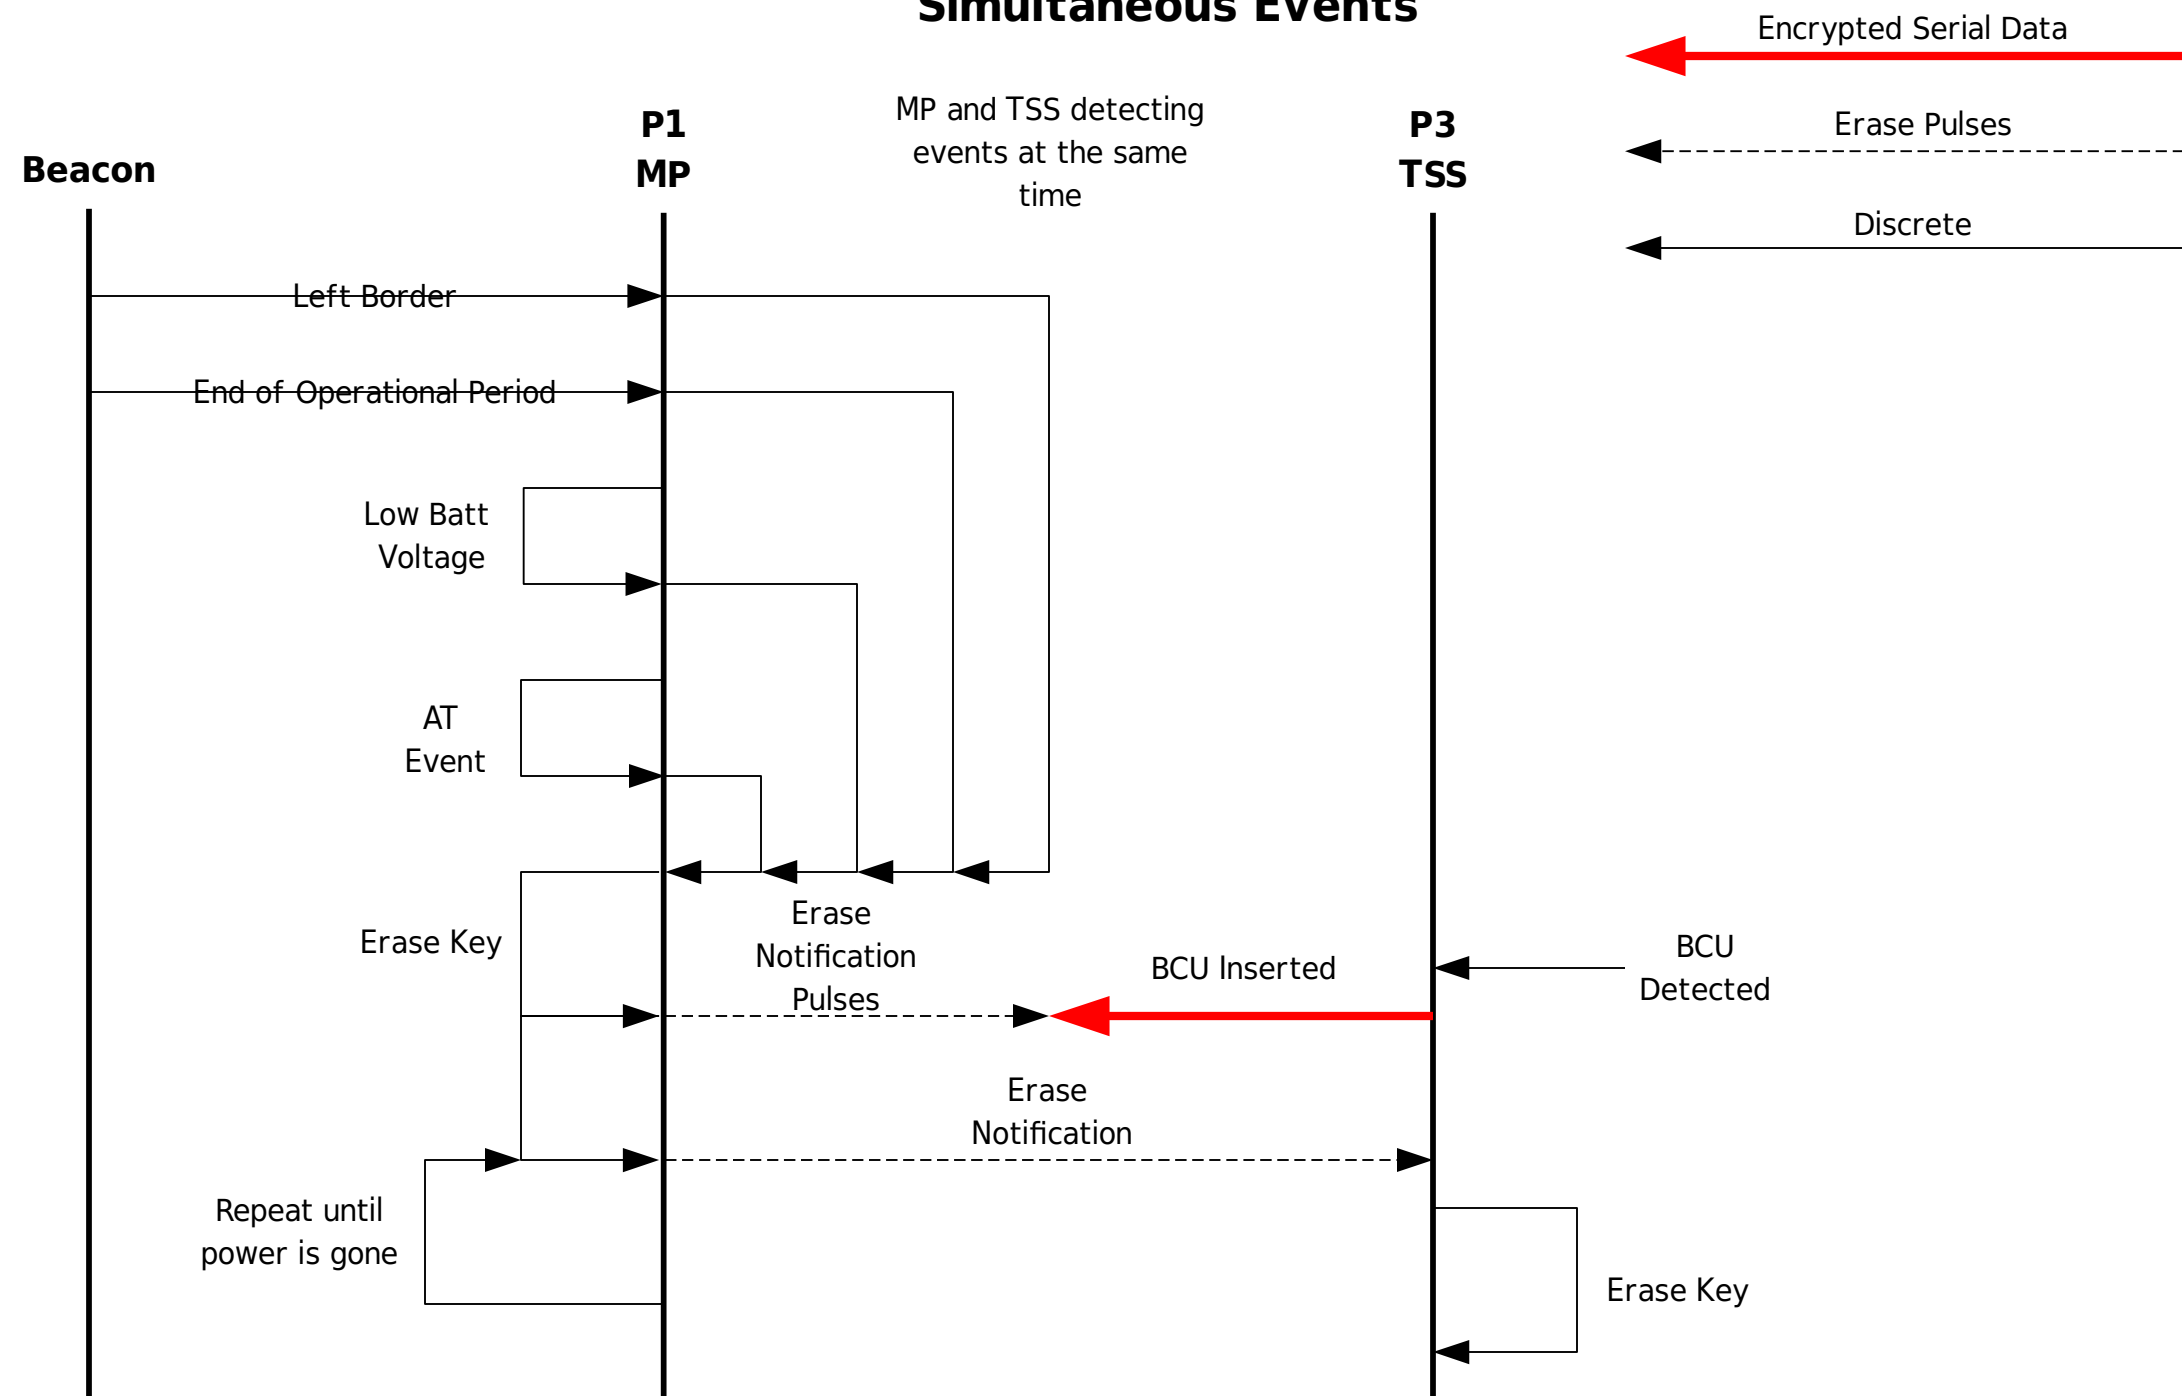 Simultaneous Events
Encrypted Serial Data
Erase Pulses
Discrete
MP and TSS detecting
events at the same
time
Beacon
P1
MP
P3
TSS
Left Border
End of Operational Period
Low Batt
Voltage
AT
Event
Erase Key
Erase
Notification
Pulses
BCU Inserted
BCU
Detected
Erase
Notification
Repeat until
power is gone
Erase Key